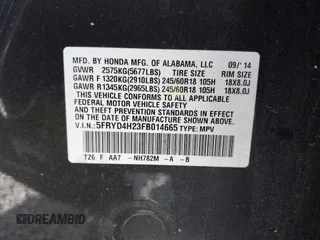 MFD. BY HONDA MFG. OF ALABAMA, LLC 09/'14
GVWR 2575KG(5677LBS) TIRE SIZE RIM SIZE
GAWR F 1320KG(2910LBS) 245/60R18 105H 18X8.0J
GAWR R1345KG(2965LBS) 245/60R18 105H 18X8.0J
THIS VEHICLE CONFORMS TO ALL APPLICABLE FEDERAL
MOTOR VEHICLE SAFETY AND THEFT PREVENTION
STANDARDS IN EFFECT ON THE DATE OF MANUFACTURE
SHOWN ABOVE.
V.I.N.: 5FRYD4H23FB014665 TYPE: MPV
TZ6 F AA7 -NH782M -A -B
DREAMBID